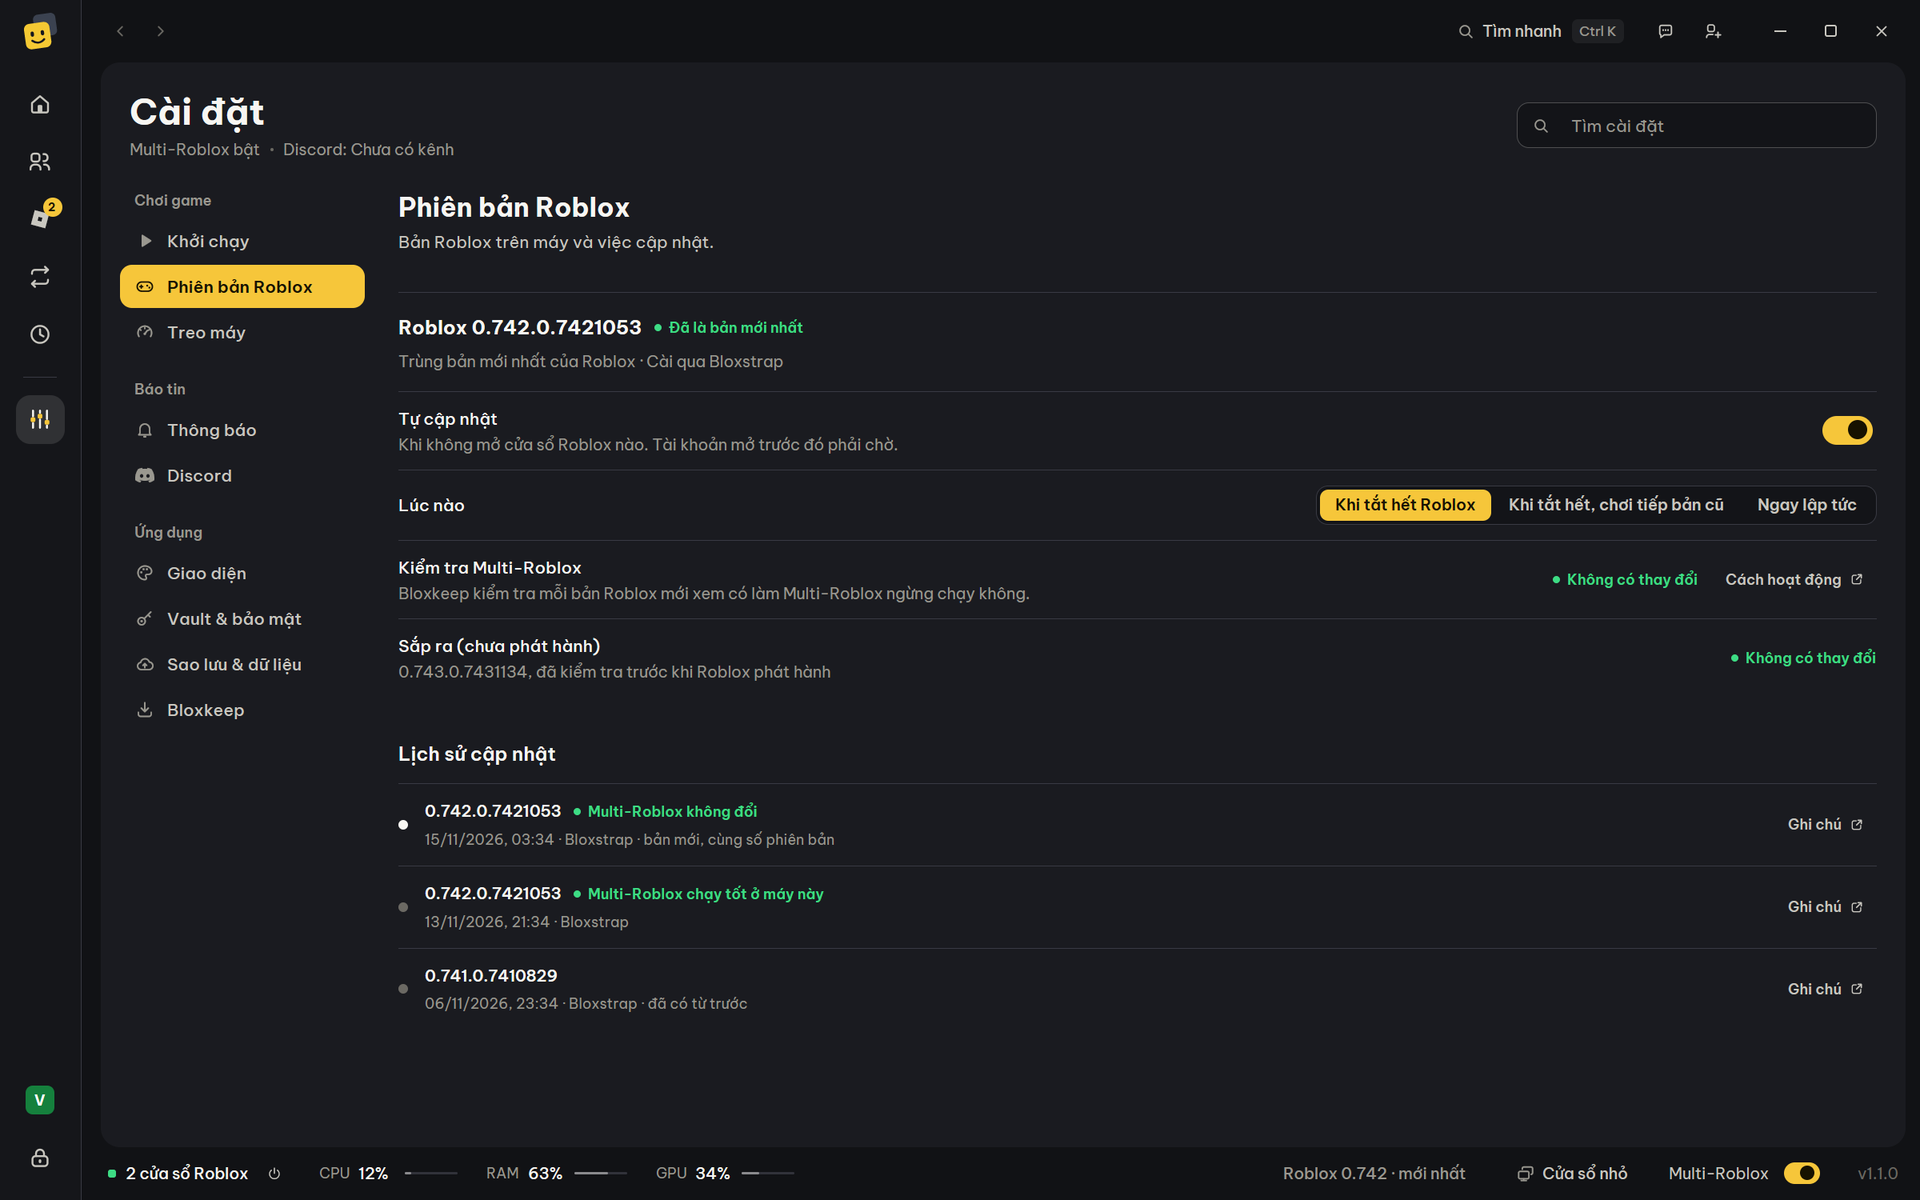 Tìm nhanh Ctrl K
Cài đặt
Multi-Roblox bật • Discord: Chưa có kênh
Tìm cài đặt
2
Chơi game
Khởi chạy
Phiên bản Roblox
Treo máy
Báo tin
Thông báo
Discord
Ứng dụng
Giao diện
Vault & bảo mật
Sao lưu & dữ liệu
Bloxkeep
Phiên bản Roblox
Bản Roblox trên máy và việc cập nhật.
Roblox 0.742.0.7421053 Đã là bản mới nhất
Trùng bản mới nhất của Roblox · Cài qua Bloxstrap
Tự cập nhật
Khi không mở cửa sổ Roblox nào. Tài khoản mở trước đó phải chờ.
Lúc nào Khi tắt hết Roblox Khi tắt hết, chơi tiếp bản cũ Ngay lập tức
Kiểm tra Multi-Roblox
Bloxkeep kiểm tra mỗi bản Roblox mới xem có làm Multi-Roblox ngừng chạy không.
Không có thay đổi Cách hoạt động
Sắp ra (chưa phát hành)
0.743.0.7431134, đã kiểm tra trước khi Roblox phát hành
Không có thay đổi
Lịch sử cập nhật
0.742.0.7421053 Multi-Roblox không đổi
15/11/2026, 03:34 · Bloxstrap · bản mới, cùng số phiên bản
Ghi chú
0.742.0.7421053 Multi-Roblox chạy tốt ở máy này
13/11/2026, 21:34 · Bloxstrap
Ghi chú
0.741.0.7410829
06/11/2026, 23:34 · Bloxstrap · đã có từ trước
Ghi chú
V
2 cửa sổ Roblox CPU 12% RAM 63% GPU 34% Roblox 0.742 · mới nhất Cửa sổ nhỏ Multi-Roblox v1.1.0